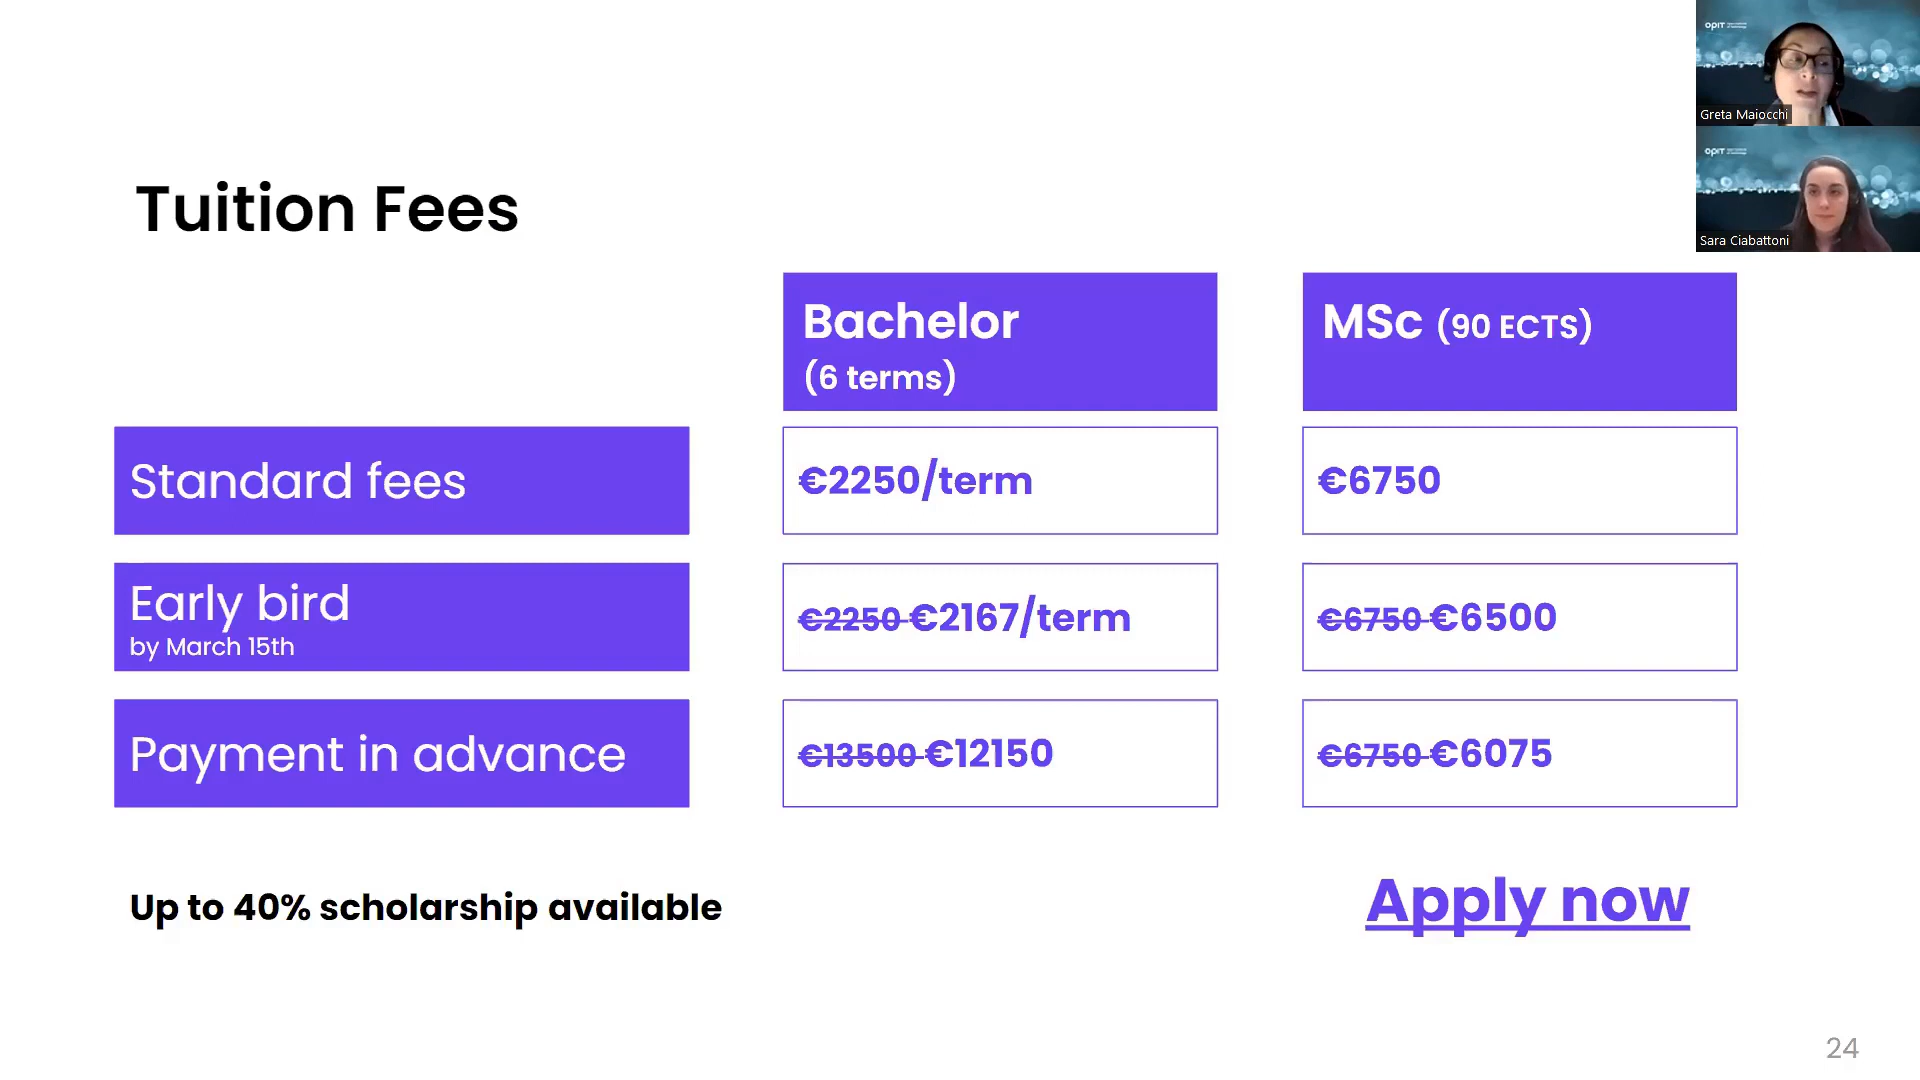 OPIT
Greta Maiocchi
OPIT
Sara Ciabattoni
Tuition Fees
Bachelor
(6 terms)
MSc (90 ECTS)
Standard fees
€2250/term
€6750
Early bird
by March 15th
€2250 €2167/term
€6750 €6500
Payment in advance
€13500 €12150
€6750 €6075
Up to 40% scholarship available
Apply now
24